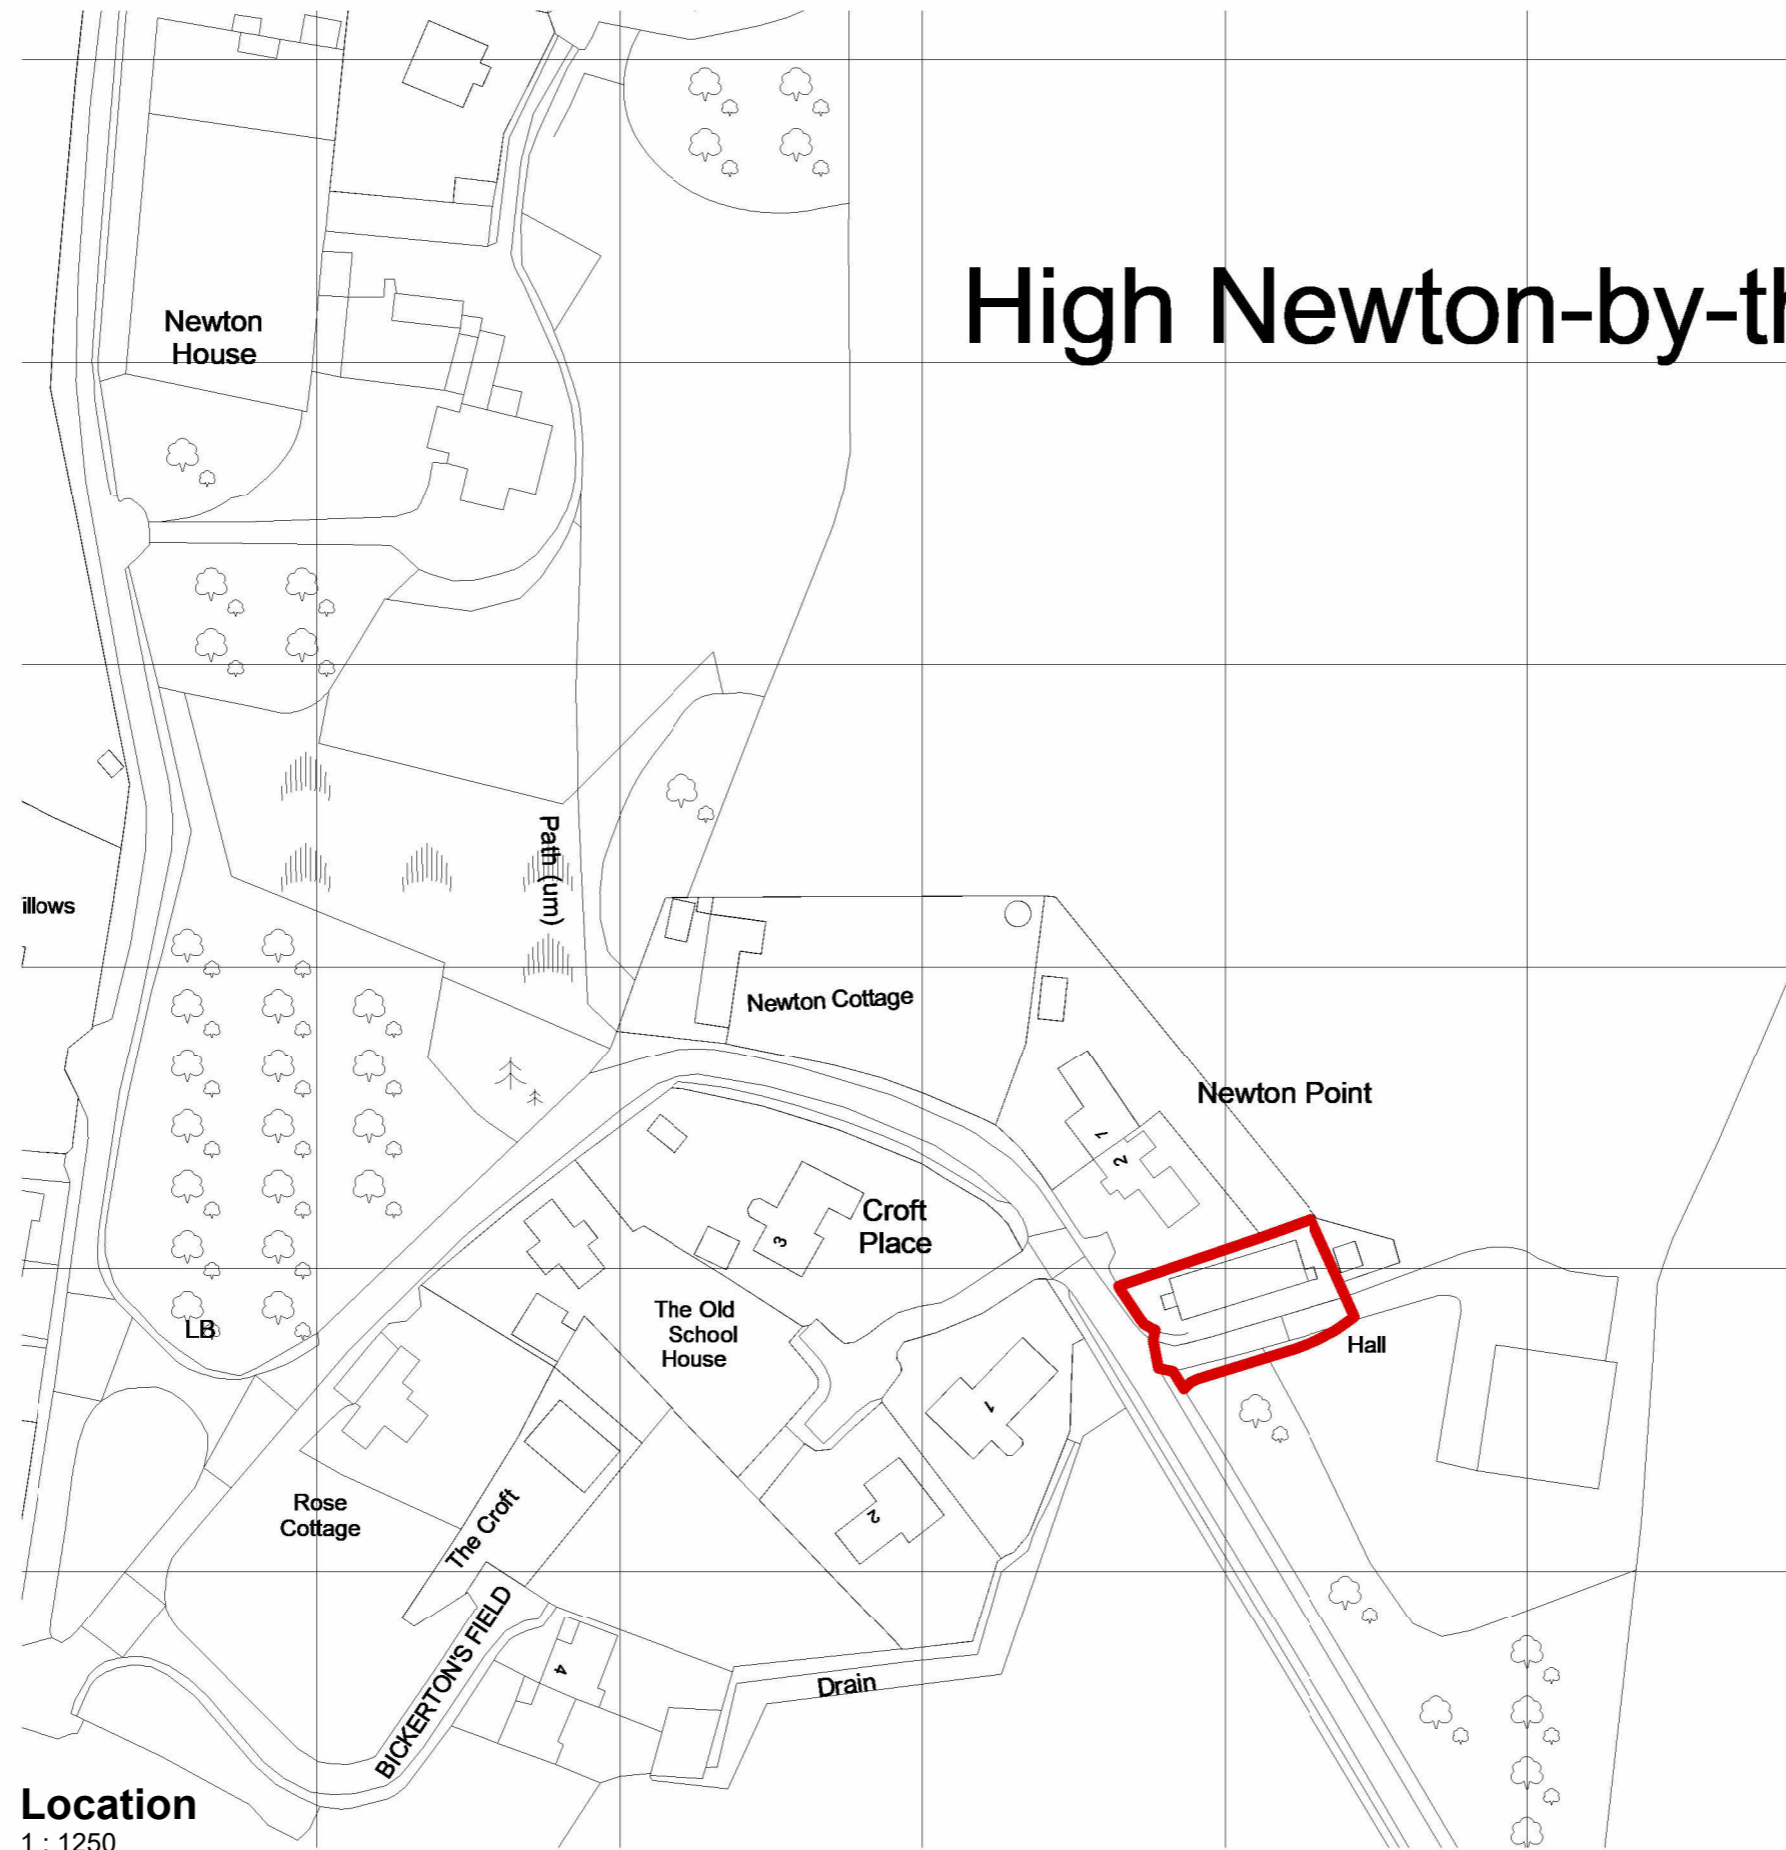 High Newton-by-th
Newton
House
Path (um)
illows
Newton Cottage
Newton Point
1
2
3
Croft
Place
LB
The Old
School
House
Hall
1
2
Rose
Cottage
The Croft
BICKERTON'S FIELD
4
Drain
Location
1 : 1250